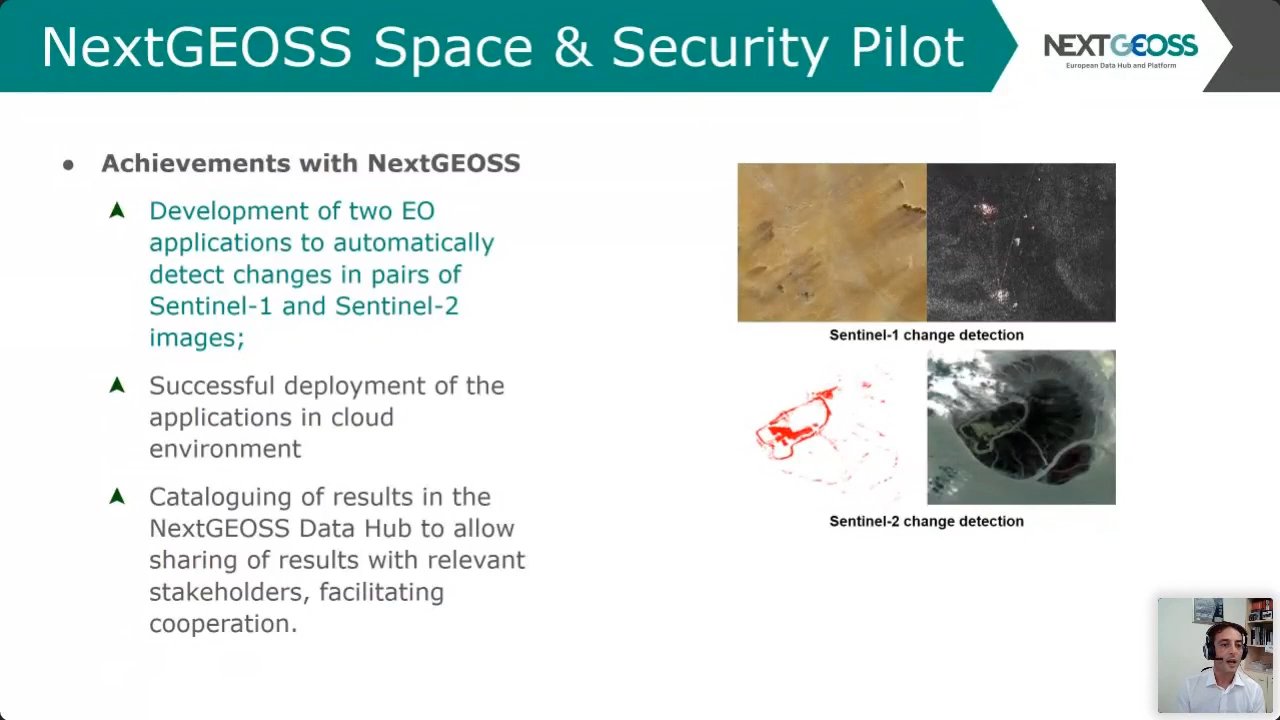 NextGEOSS Space & Security Pilot
NEXTGEOSS
European Data Hub and Platform
Achievements with NextGEOSS
Development of two EO
applications to automatically
detect changes in pairs of
Sentinel-1 and Sentinel-2
images;
Successful deployment of the
applications in cloud
environment
Cataloguing of results in the
NextGEOSS Data Hub to allow
sharing of results with relevant
stakeholders, facilitating
cooperation.
Sentinel-1 change detection
Sentinel-2 change detection